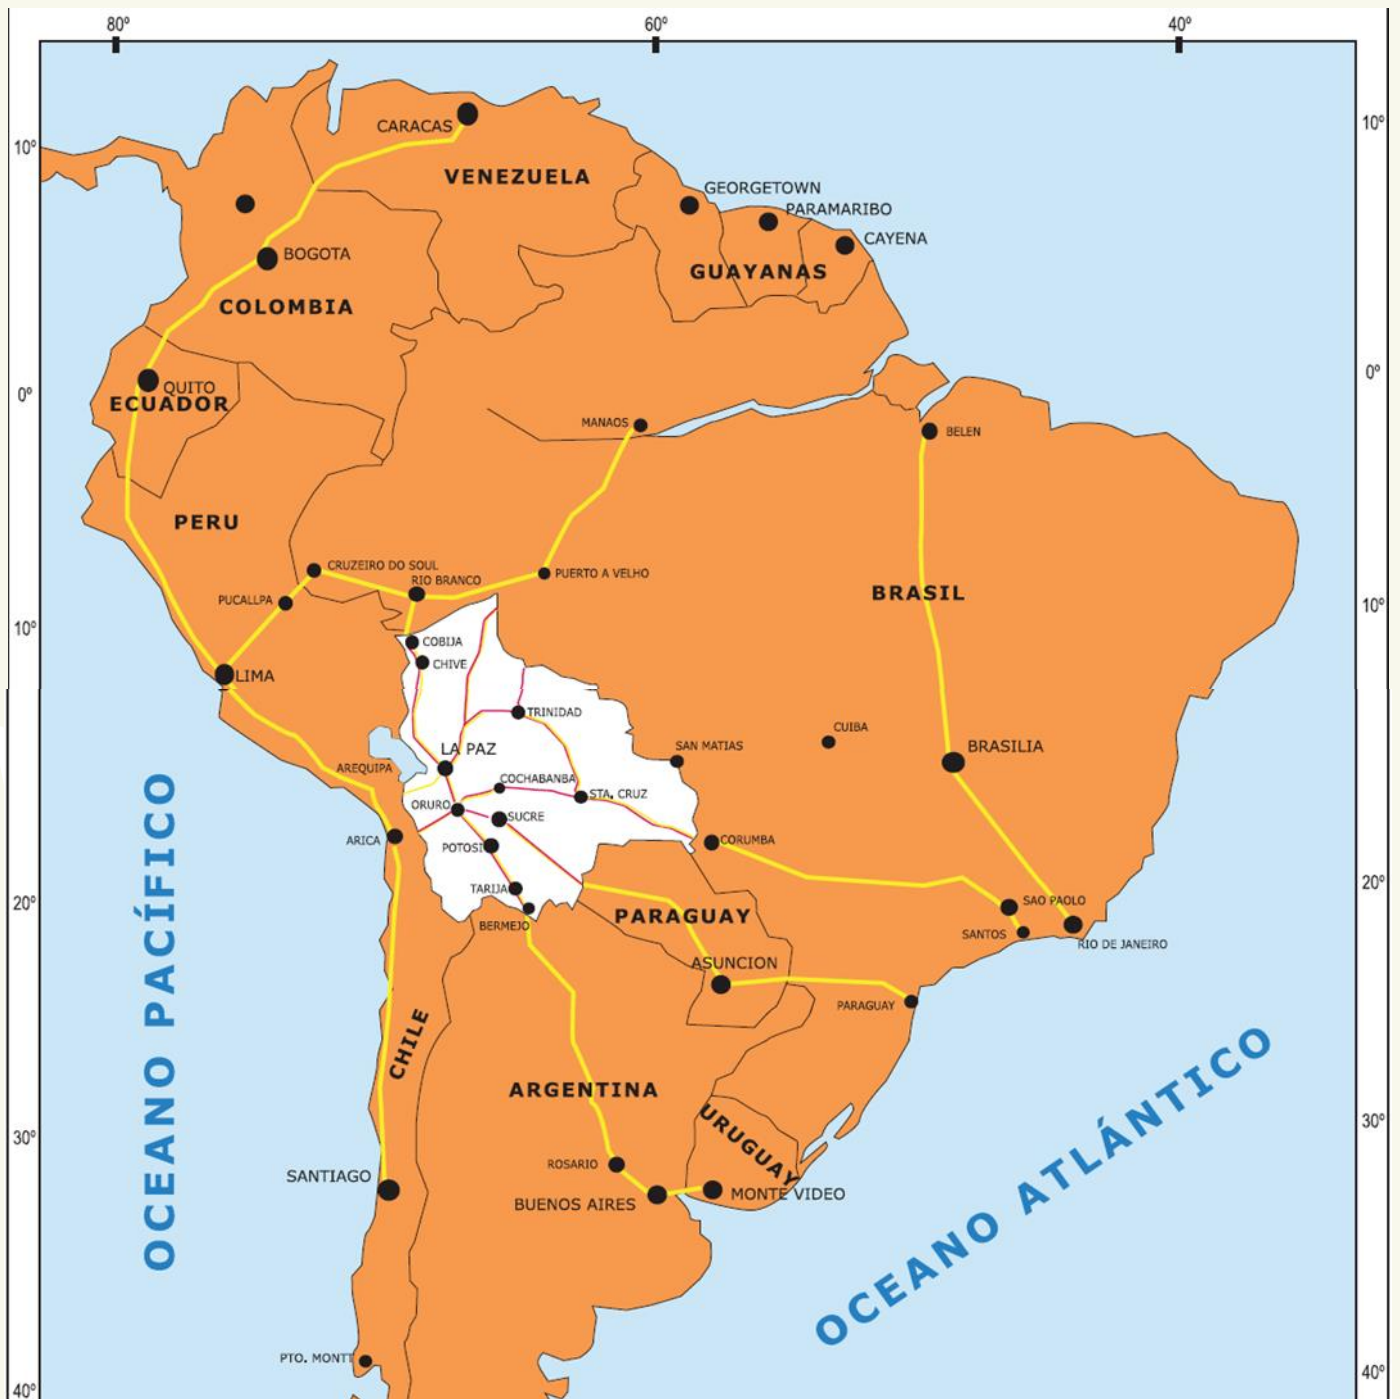 80º
60º
40º
10º
10º
CARACAS
VENEZUELA
GEORGETOWN
PARAMARIBO
CAYENA
BOGOTA
GUAYANAS
COLOMBIA
0º
0º
QUITO
ECUADOR
MANAOS
BELEN
PERU
CRUZEIRO DO SOUL
RIO BRANCO
PUERTO A VELHO
PUCALLPA
BRASIL
10º
10º
COBIJA
CHIVE
LIMA
TRINIDAD
CUIBA
SAN MATIAS
BRASILIA
LA PAZ
AREQUIPA
COCHABANBA
STA. CRUZ
ORURO
SUCRE
ARICA
POTOSI
CORUMBA
20º
20º
TARIJA
SAO PAOLO
BERMEJO
PARAGUAY
SANTOS
RIO DE JANEIRO
ASUNCION
PARAGUAY
OCEANO PACÍFICO
CHILE
ARGENTINA
URUGUAY
30º
30º
OCEANO ATLÁNTICO
ROSARIO
SANTIAGO
BUENOS AIRES
MONTE VIDEO
PTO. MONTT
40º
40º